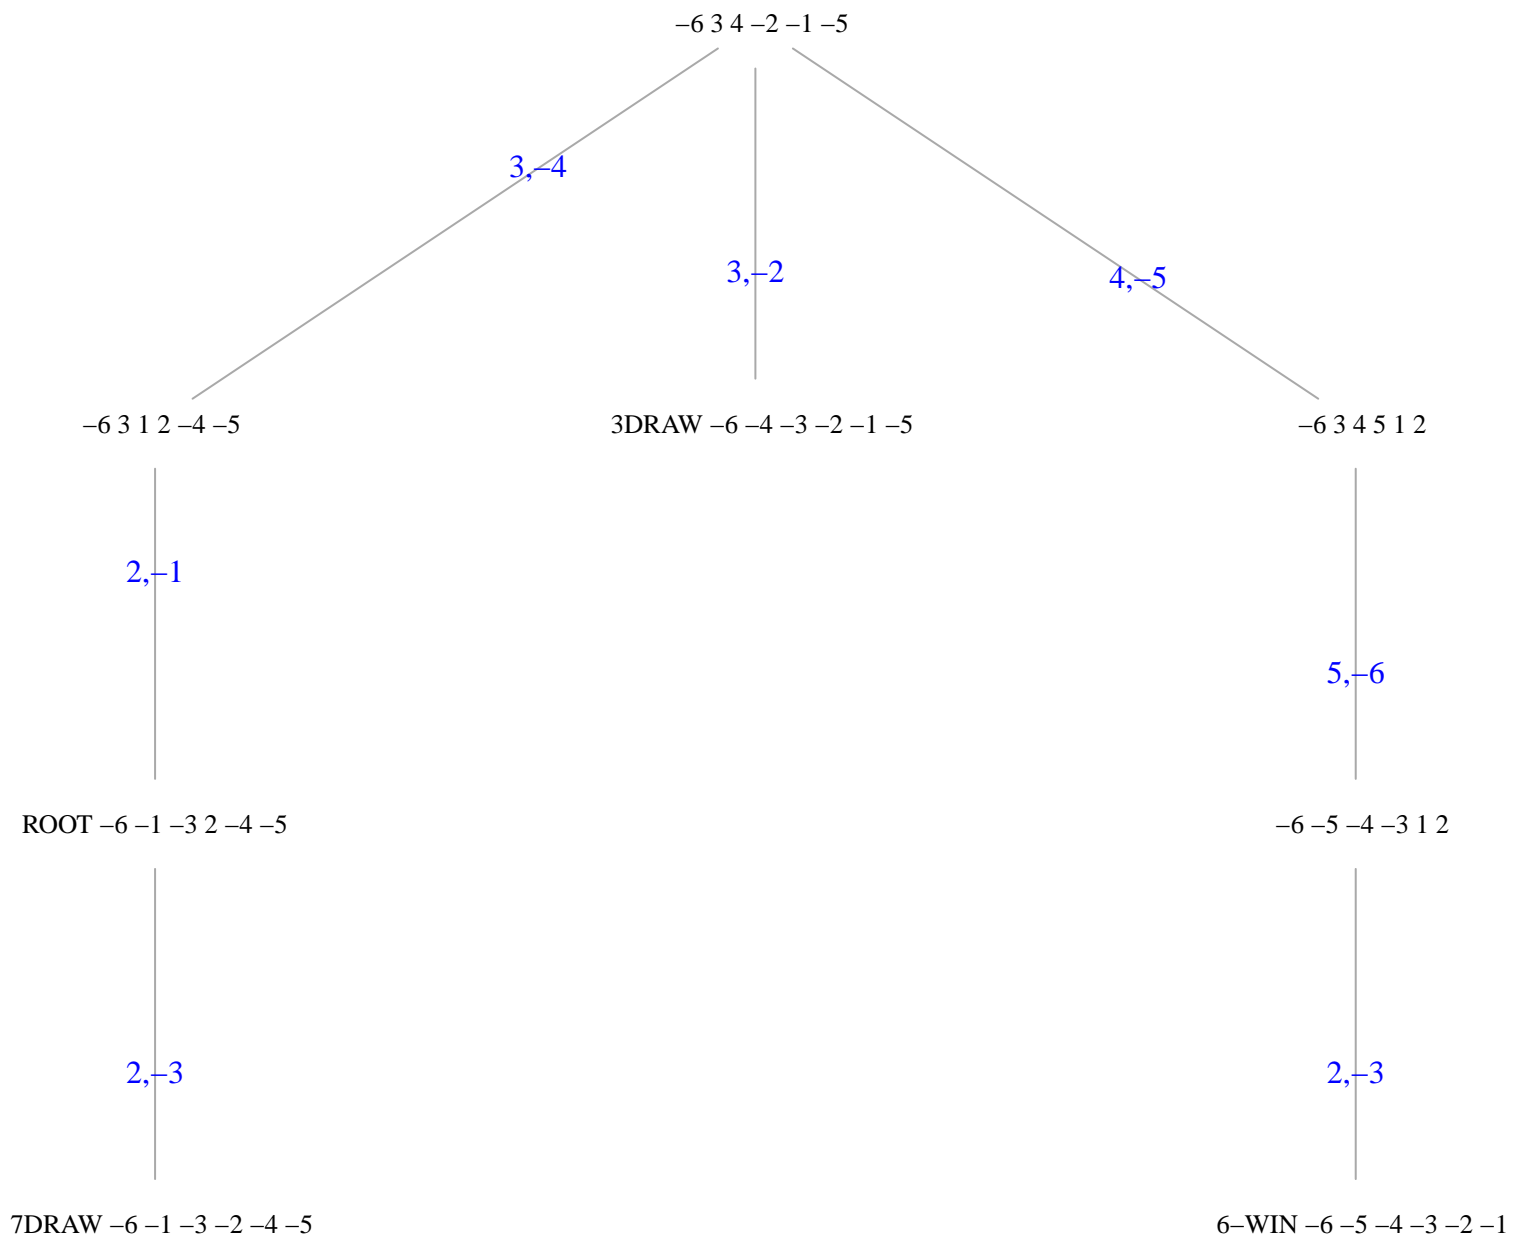 –6 3 4 –2 –1 –5
3,–4
3,–2
4,–5
–6 3 1 2 –4 –5
3DRAW –6 –4 –3 –2 –1 –5
–6 3 4 5 1 2
2,–1
5,–6
ROOT –6 –1 –3 2 –4 –5
–6 –5 –4 –3 1 2
2,–3
2,–3
7DRAW –6 –1 –3 –2 –4 –5
6–WIN –6 –5 –4 –3 –2 –1